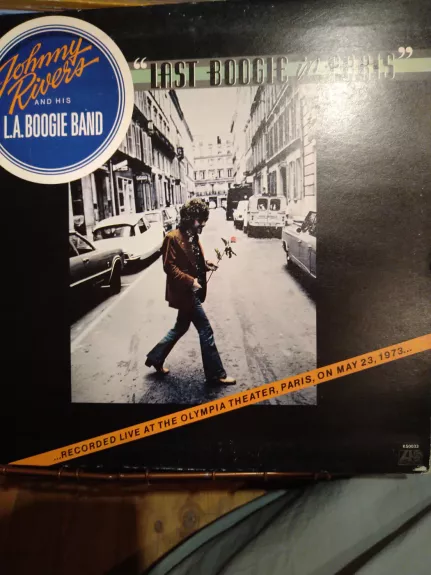 Johnny
Rivers
AND HIS
L.A. BOOGIE BAND
"LAST BOOGIE in PARIS"
...RECORDED LIVE AT THE OLYMPIA THEATER, PARIS, ON MAY 23, 1973...